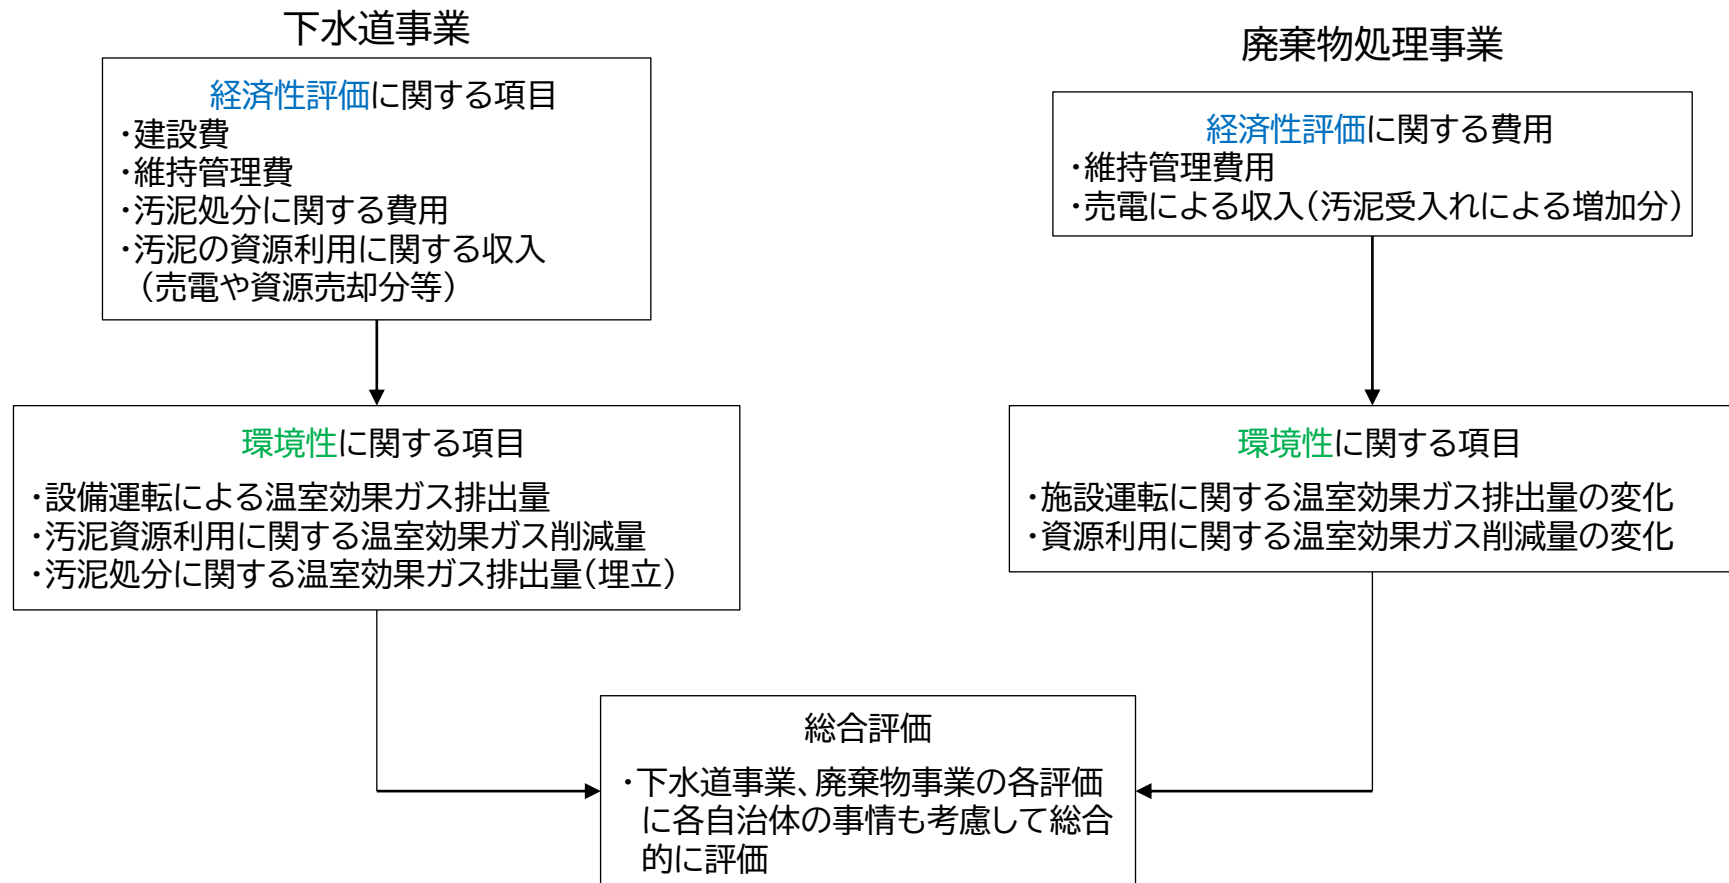 下水道事業
経済性評価に関する項目
・建設費
・維持管理費
・汚泥処分に関する費用
・汚泥の資源利用に関する収入
（売電や資源売却分等）
環境性に関する項目
・設備運転による温室効果ガス排出量
・汚泥資源利用に関する温室効果ガス削減量
・汚泥処分に関する温室効果ガス排出量（埋立）
廃棄物処理事業
経済性評価に関する費用
・維持管理費用
・売電による収入（汚泥受入れによる増加分）
環境性に関する項目
・施設運転に関する温室効果ガス排出量の変化
・資源利用に関する温室効果ガス削減量の変化
総合評価
・下水道事業、廃棄物事業の各評価
に各自治体の事情も考慮して総合
的に評価